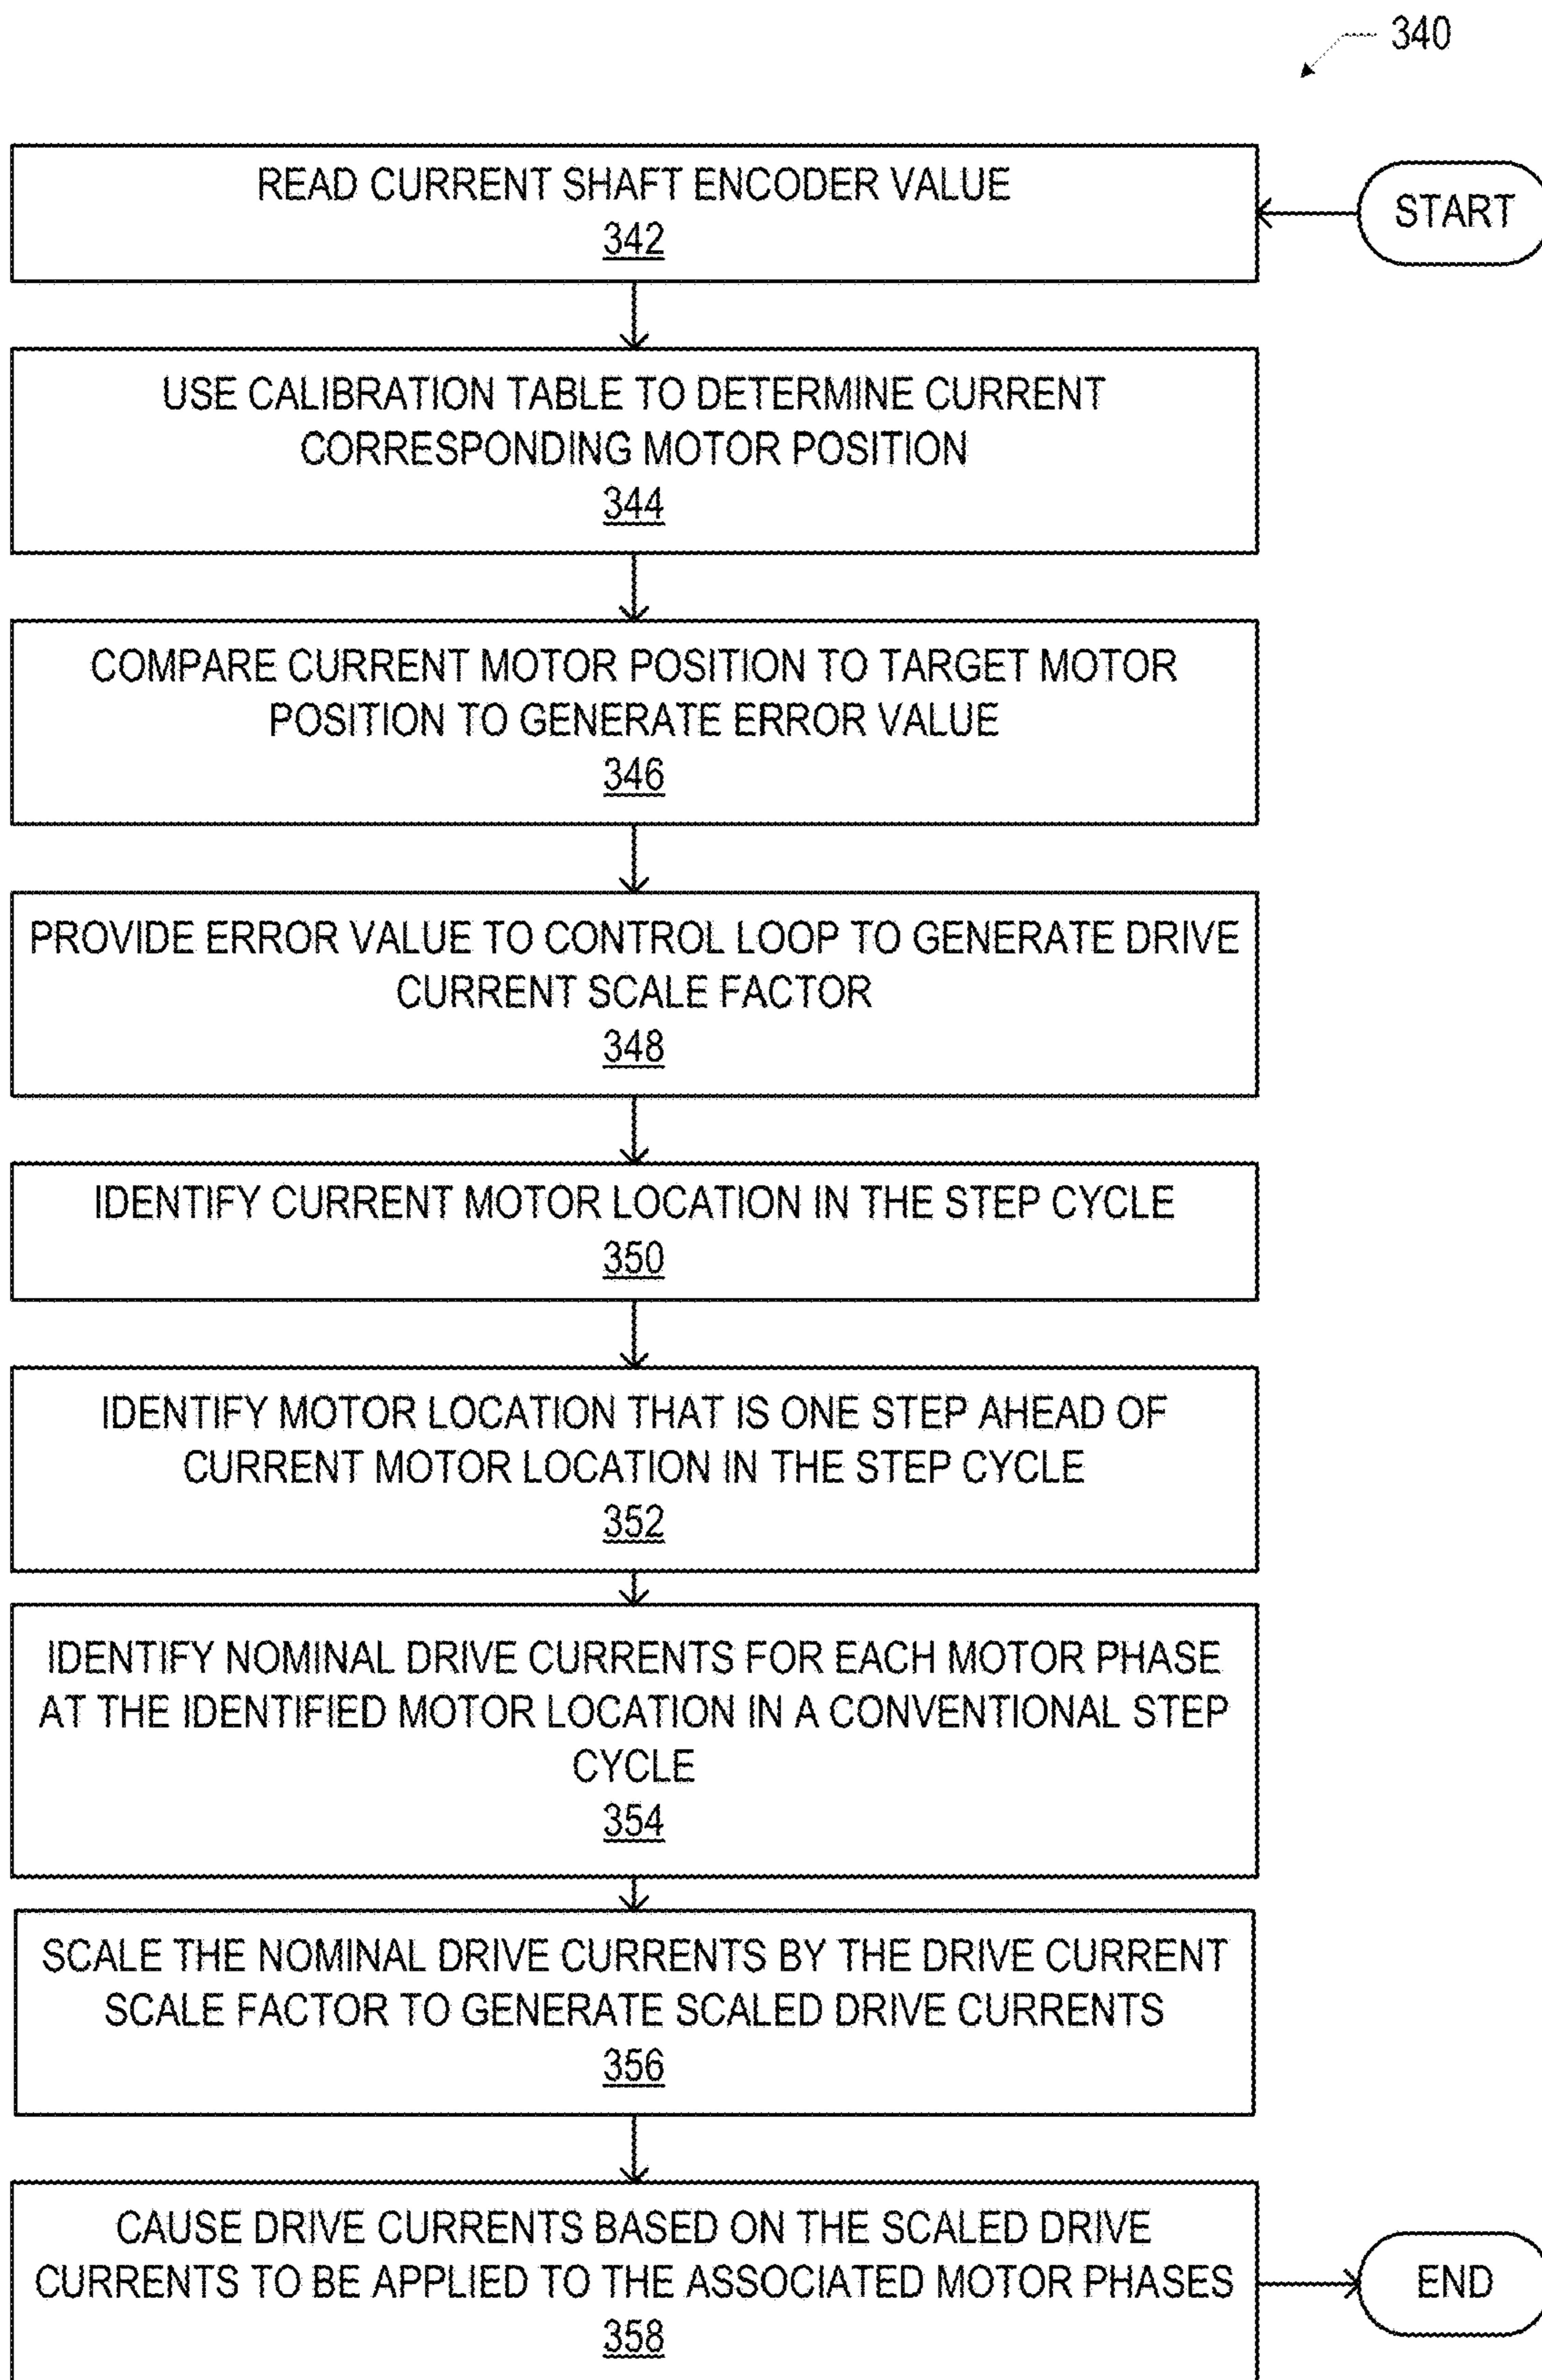 340
START
READ CURRENT SHAFT ENCODER VALUE
342
USE CALIBRATION TABLE TO DETERMINE CURRENT
CORRESPONDING MOTOR POSITION
344
COMPARE CURRENT MOTOR POSITION TO TARGET MOTOR
POSITION TO GENERATE ERROR VALUE
346
PROVIDE ERROR VALUE TO CONTROL LOOP TO GENERATE DRIVE
CURRENT SCALE FACTOR
348
IDENTIFY CURRENT MOTOR LOCATION IN THE STEP CYCLE
350
IDENTIFY MOTOR LOCATION THAT IS ONE STEP AHEAD OF
CURRENT MOTOR LOCATION IN THE STEP CYCLE
352
IDENTIFY NOMINAL DRIVE CURRENTS FOR EACH MOTOR PHASE
AT THE IDENTIFIED MOTOR LOCATION IN A CONVENTIONAL STEP
CYCLE
354
SCALE THE NOMINAL DRIVE CURRENTS BY THE DRIVE CURRENT
SCALE FACTOR TO GENERATE SCALED DRIVE CURRENTS
356
CAUSE DRIVE CURRENTS BASED ON THE SCALED DRIVE
CURRENTS TO BE APPLIED TO THE ASSOCIATED MOTOR PHASES
358
END